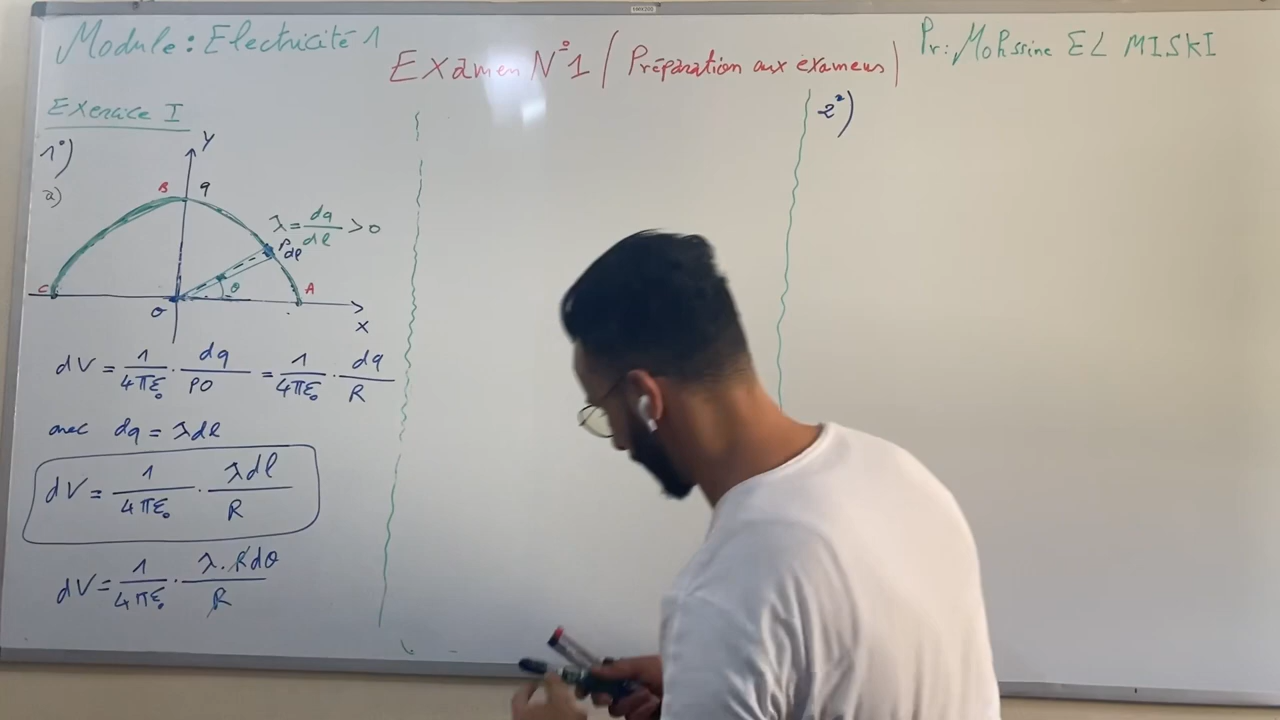 Module: Electricité 1
Examen N°1 / Préparation aux examens /
Pr: Mohssine EL MISKI
Exercice I
1°)
a)
Y
B
q
λ = dq/dl > 0
P
dl
θ
C
A
O
X
dV = 1/4πε₀ · dq/PO = 1/4πε₀ · dq/R
avec dq = λdl
dV = 1/4πε₀ · λdl/R
dV = 1/4πε₀ · λ.Rdθ/R
2°)